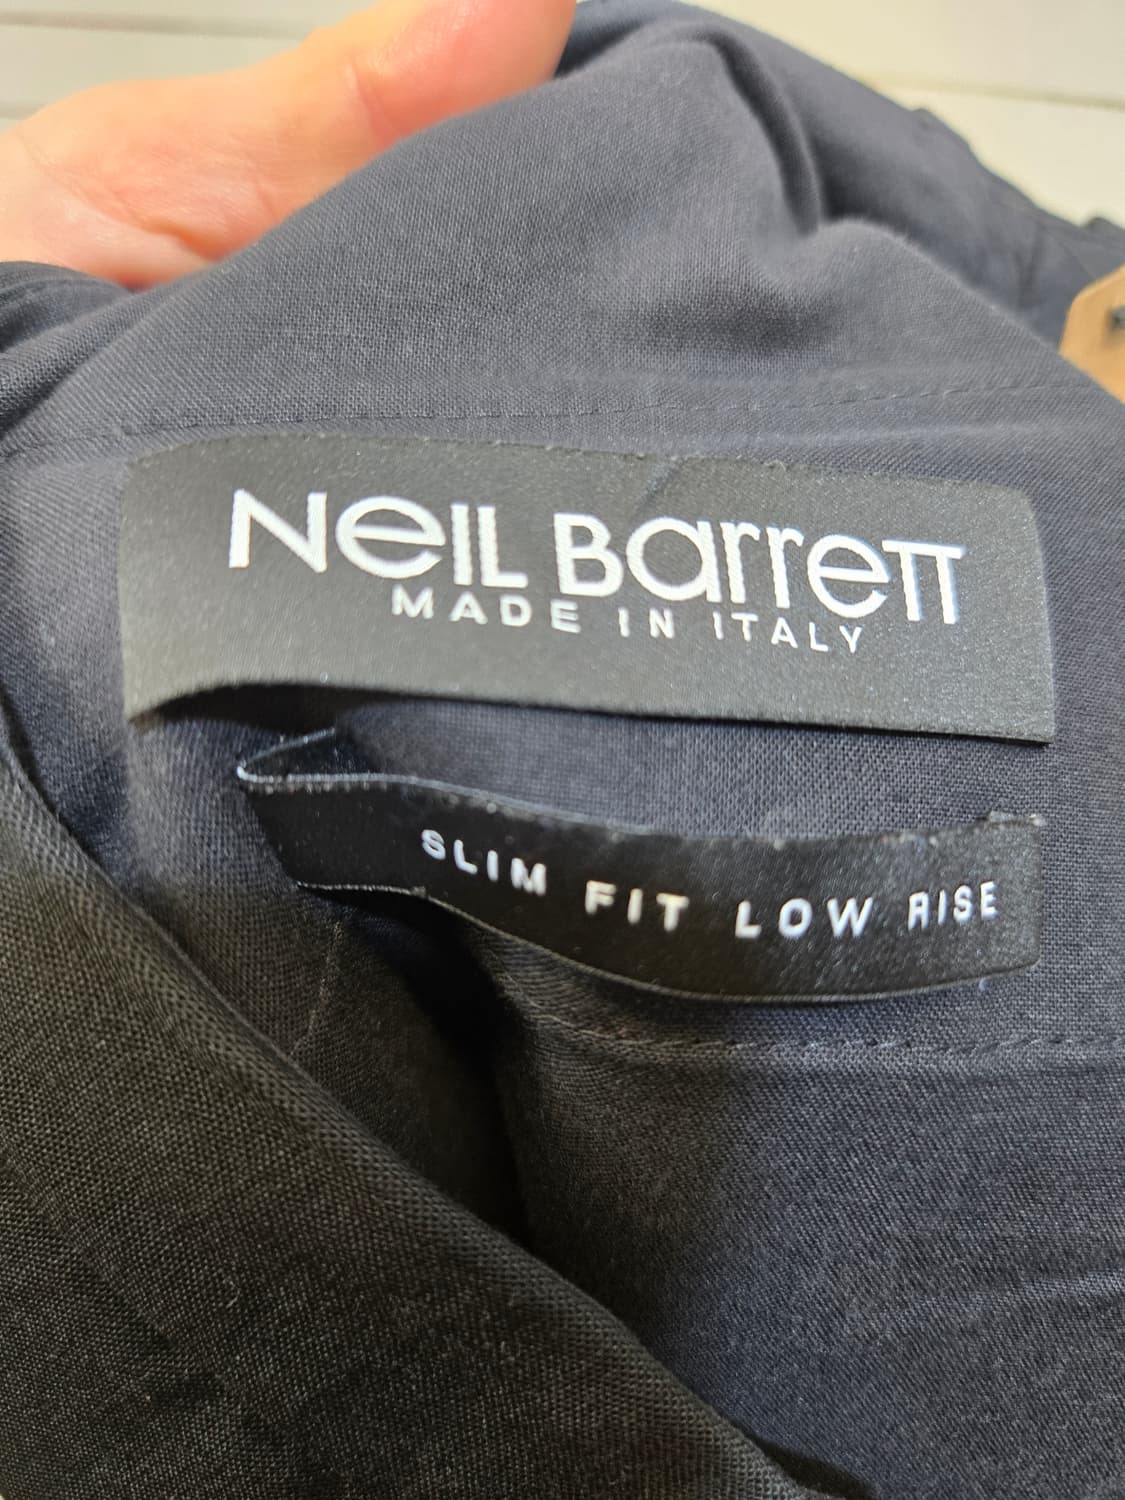 Neil Barrett
MADE IN ITALY
SLIM FIT LOW RISE